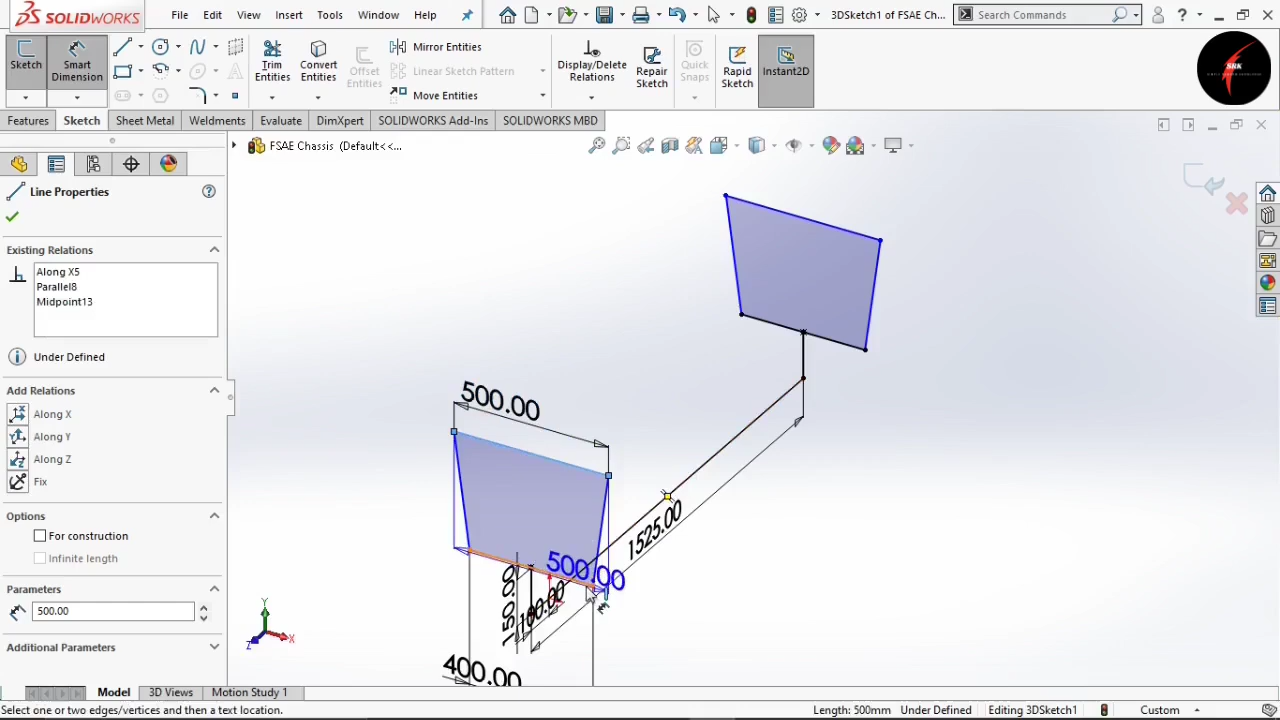 SOLIDWORKS
File Edit View Insert Tools Window Help
3DSketch1 of FSAE Ch...
Search Commands
Sketch
Smart Dimension
Trim Entities
Convert Entities
Offset Entities
Mirror Entities
Linear Sketch Pattern
Move Entities
Display/Delete Relations
Repair Sketch
Quick Snaps
Rapid Sketch
Instant2D
SRK
Features Sketch Sheet Metal Weldments Evaluate DimXpert SOLIDWORKS Add-Ins SOLIDWORKS MBD
FSAE Chassis (Default<<...
Line Properties
Existing Relations
Along X5
Parallel8
Midpoint13
Under Defined
Add Relations
Along X
Along Y
Along Z
Fix
Options
For construction
Infinite length
Parameters
500.00
Additional Parameters
500.00
1525.00
500.00
150.00
100.00
400.00
Y
X
Z
Model 3D Views Motion Study 1
Select one or two edges/vertices and then a text location.
Length: 500mm Under Defined Editing 3DSketch1 Custom